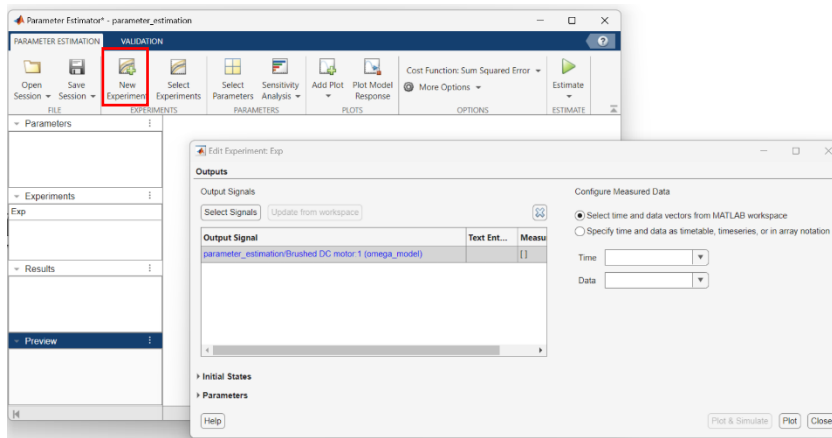 Parameter Estimator* - parameter_estimation
PARAMETER ESTIMATION VALIDATION
?
Open Session Save Session New Experiment Select Experiments Select Parameters Sensitivity Analysis Add Plot Plot Model Response Cost Function: Sum Squared Error More Options Estimate
FILE EXPERIMENTS PARAMETERS PLOTS OPTIONS ESTIMATE
Parameters
Experiments
Exp
Results
Preview
Edit Experiment: Exp
Outputs
Output Signals
Select Signals Update from workspace
Output Signal Text Ent... Measu
parameter_estimation/Brushed DC motor:1 (omega_model) []
Initial States
Parameters
Help
Configure Measured Data
Select time and data vectors from MATLAB workspace
Specify time and data as timetable, timeseries, or in array notation
Time
Data
Plot & Simulate Plot Close